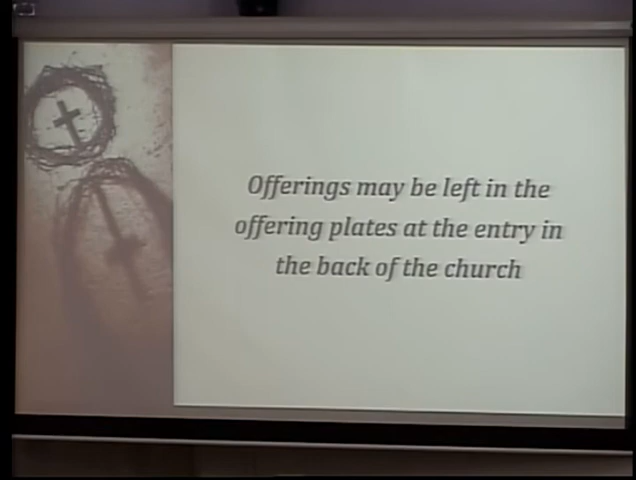 Offerings may be left in the
offering plates at the entry in
the back of the church